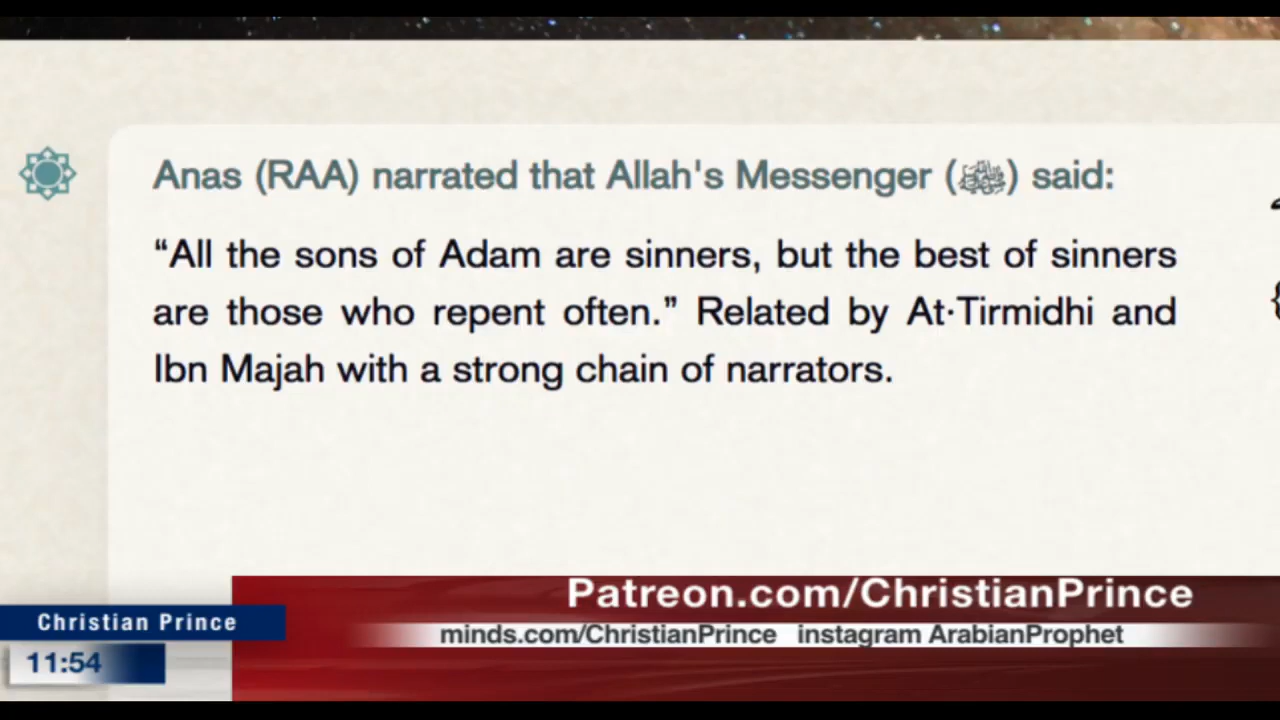 Anas (RAA) narrated that Allah's Messenger (ﷺ) said:
“All the sons of Adam are sinners, but the best of sinners
are those who repent often.” Related by At·Tirmidhi and
Ibn Majah with a strong chain of narrators.
Patreon.com/ChristianPrince
Christian Prince
minds.com/ChristianPrince instagram ArabianProphet
11:54